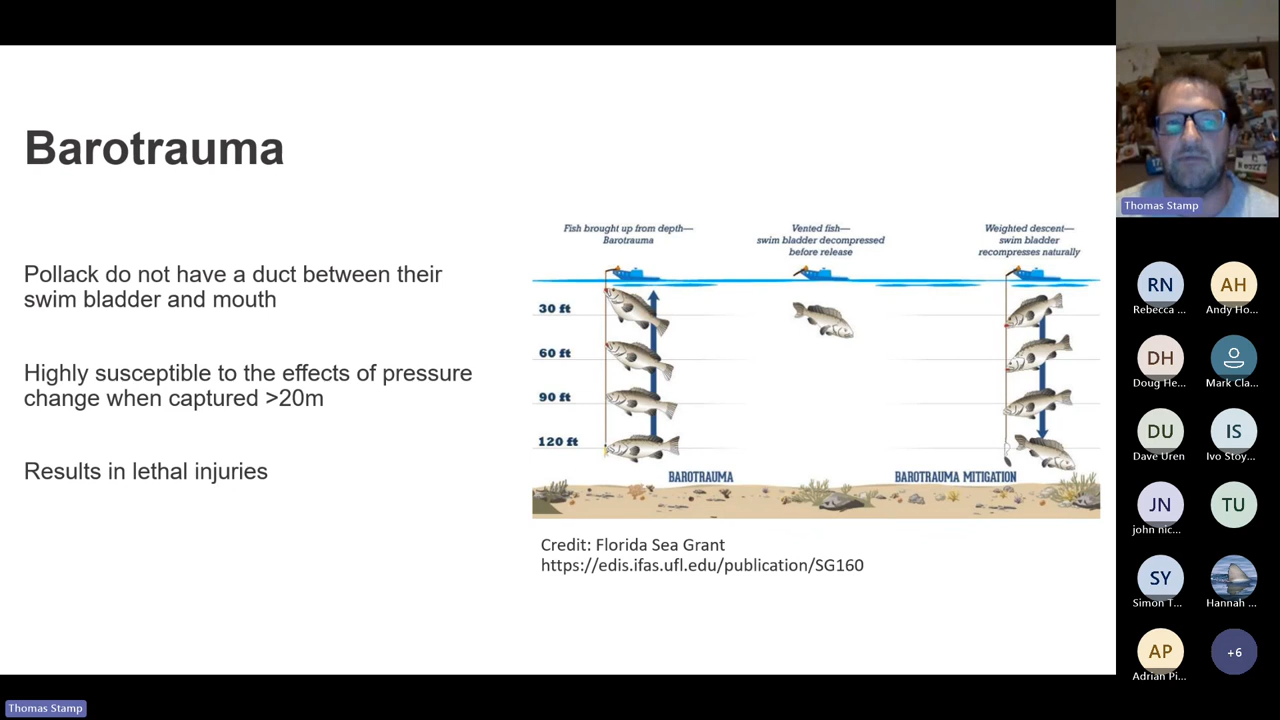 Barotrauma
Pollack do not have a duct between their
swim bladder and mouth
Highly susceptible to the effects of pressure
change when captured >20m
Results in lethal injuries
Fish brought up from depth—
Barotrauma
Vented fish—
swim bladder decompressed
before release
Weighted descent—
swim bladder
recompresses naturally
30 ft
60 ft
90 ft
120 ft
BAROTRAUMA
BAROTRAUMA MITIGATION
Credit: Florida Sea Grant
https://edis.ifas.ufl.edu/publication/SG160
Thomas Stamp
RN
AH
Rebecca ...
Andy Ho...
DH
Doug He...
Mark Cla...
DU
IS
Dave Uren
Ivo Stoy...
JN
TU
john nic...
SY
Simon T...
Hannah ...
AP
+6
Adrian Pi...
Thomas Stamp